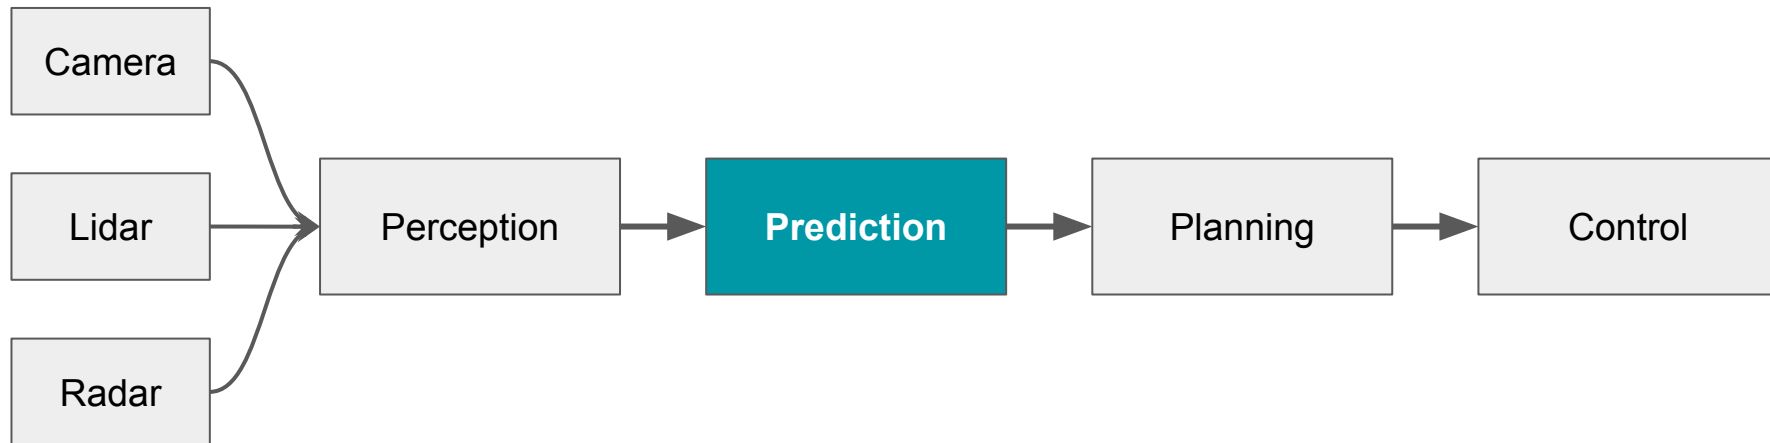 Camera
Lidar
Radar
Perception
Prediction
Planning
Control